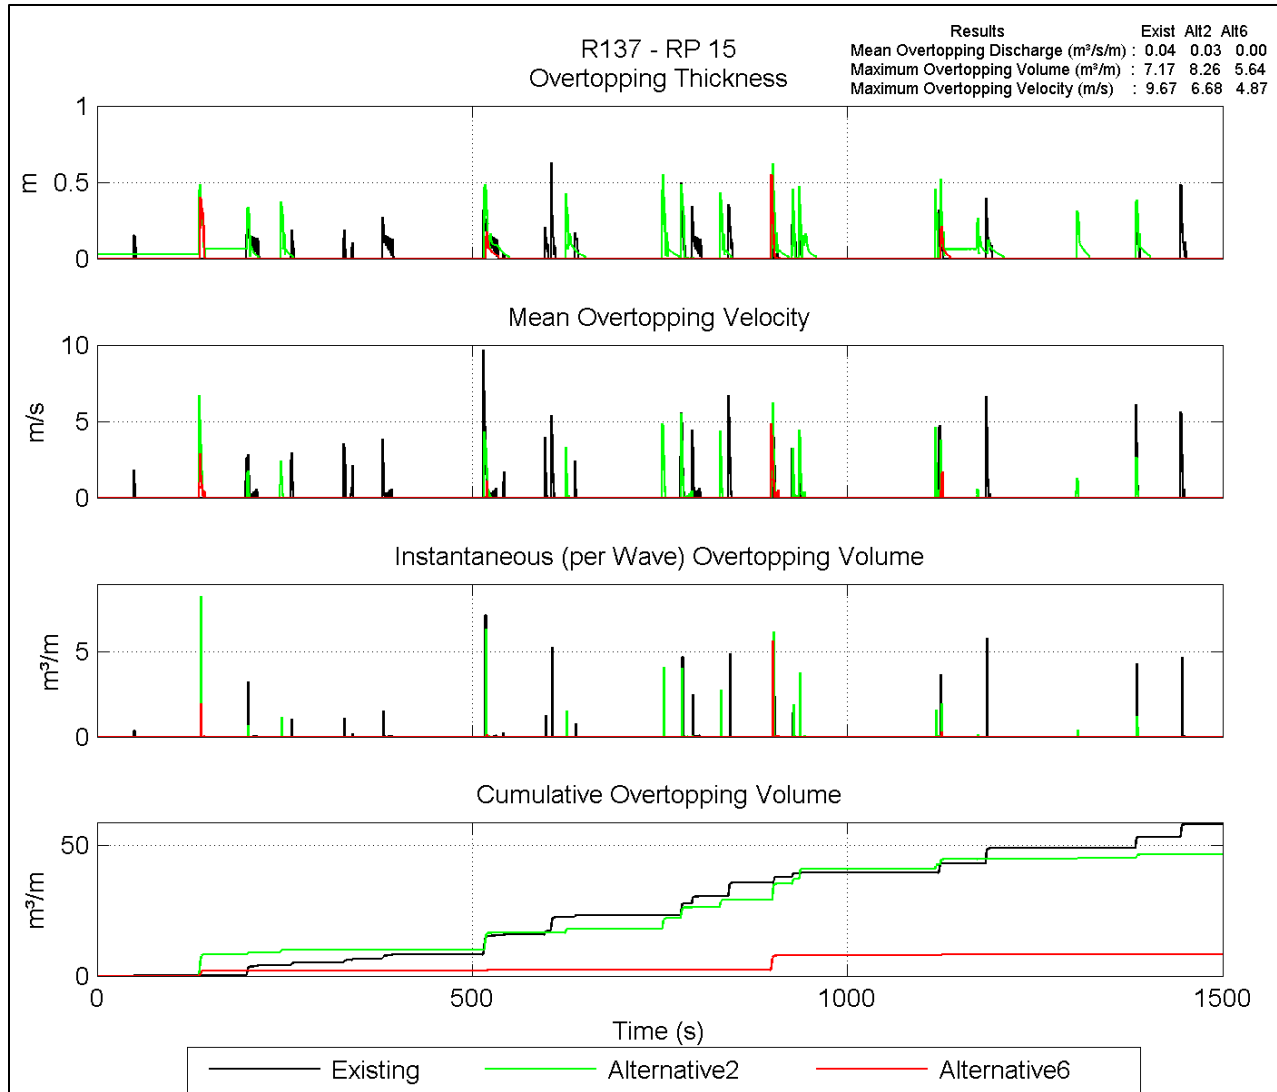 R137 - RP 15
Overtopping Thickness
Results Exist Alt2 Alt6
Mean Overtopping Discharge (m³/s/m) : 0.04 0.03 0.00
Maximum Overtopping Volume (m³/m) : 7.17 8.26 5.64
Maximum Overtopping Velocity (m/s) : 9.67 6.68 4.87
1
0.5
0
m
Mean Overtopping Velocity
10
5
0
m/s
Instantaneous (per Wave) Overtopping Volume
5
0
m³/m
Cumulative Overtopping Volume
50
0
m³/m
0 500 1000 1500
Time (s)
Existing Alternative2 Alternative6